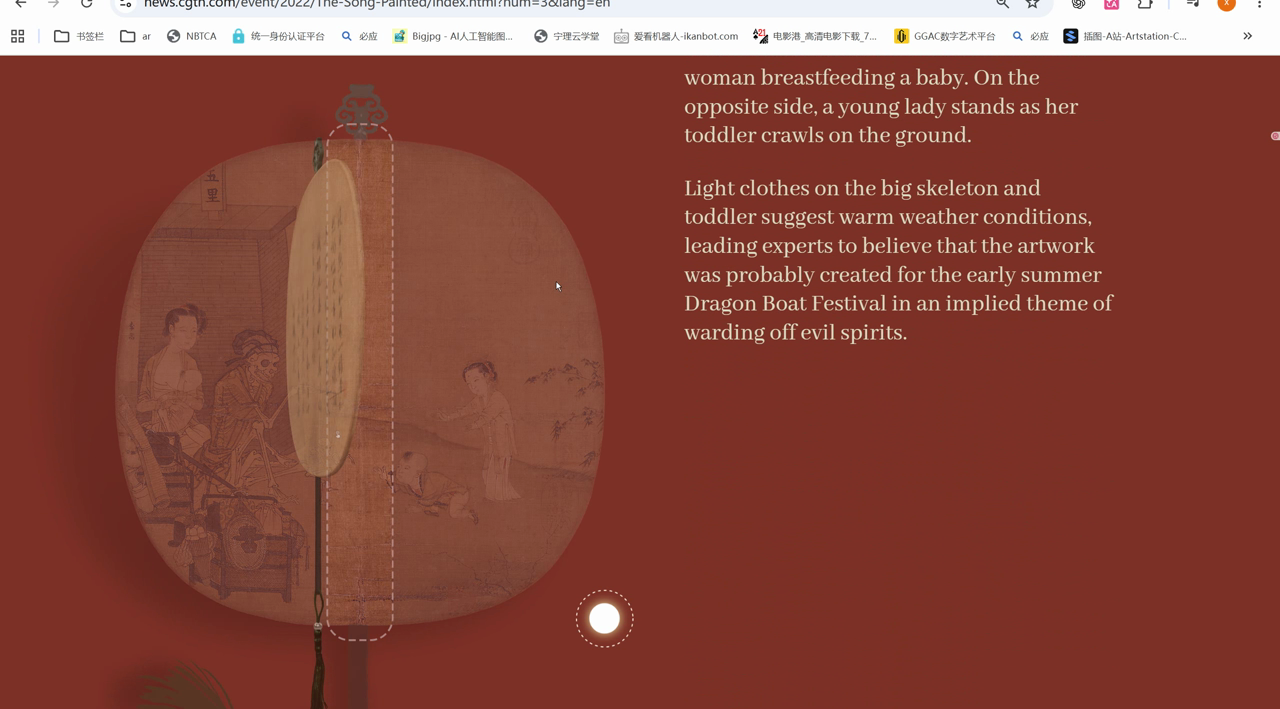 news.cgtn.com/event/2022/The-Song-Painted/index.html?num=3&lang=en
书签栏
ar
NBTCA
统一身份认证平台
必应
Bigjpg - AI人工智能图...
宁理云学堂
爱看机器人-ikanbot.com
电影港_高清电影下载_7...
GGAC数字艺术平台
必应
插图-A站-Artstation-C...
woman breastfeeding a baby. On the
opposite side, a young lady stands as her
toddler crawls on the ground.
Light clothes on the big skeleton and
toddler suggest warm weather conditions,
leading experts to believe that the artwork
was probably created for the early summer
Dragon Boat Festival in an implied theme of
warding off evil spirits.
五里